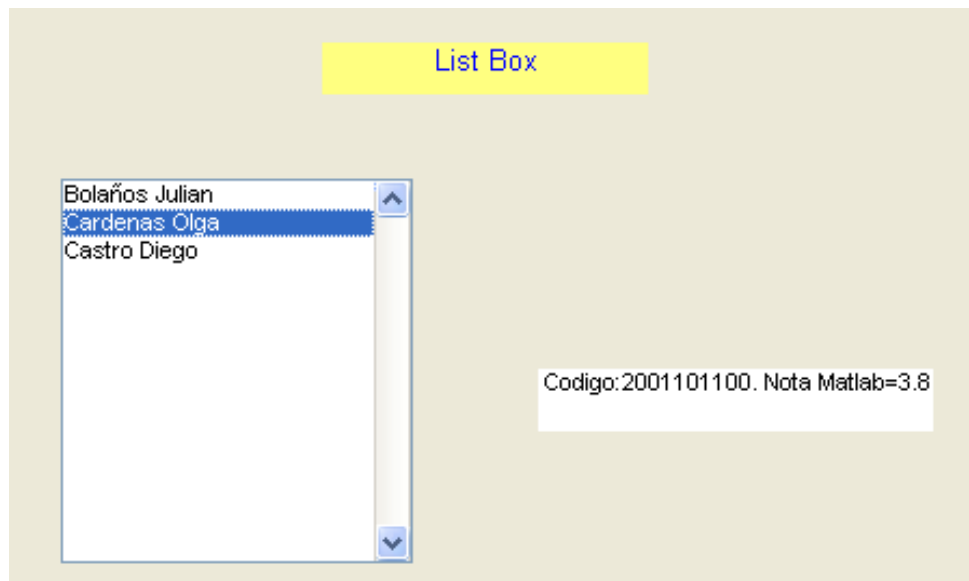 List Box
Bolaños Julian
Cardenas Olga
Castro Diego
Codigo:2001101100. Nota Matlab=3.8